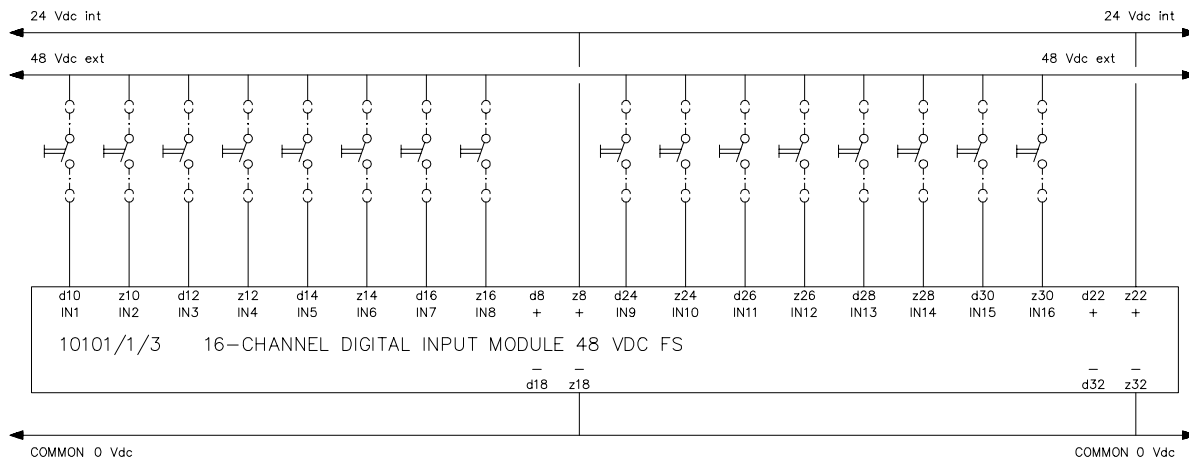 24 Vdc int 24 Vdc int
48 Vdc ext 48 Vdc ext
d10 z10 d12 z12 d14 z14 d16 z16 d8 z8 d24 z24 d26 z26 d28 z28 d30 z30 d22 z22
IN1 IN2 IN3 IN4 IN5 IN6 IN7 IN8 + + IN9 IN10 IN11 IN12 IN13 IN14 IN15 IN16 + +
10101/1/3 16-CHANNEL DIGITAL INPUT MODULE 48 VDC FS
− − − −
d18 z18 d32 z32
COMMON 0 Vdc COMMON 0 Vdc